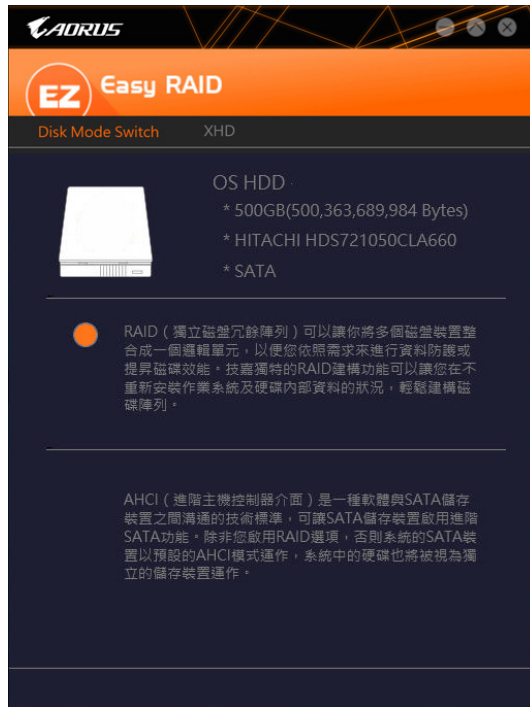 AORUS
EZ Easy RAID
Disk Mode Switch XHD
OS HDD
* 500GB(500,363,689,984 Bytes)
* HITACHI HDS721050CLA660
* SATA
RAID（獨立磁盤冗餘陣列）可以讓你將多個磁盤裝置整
合成一個邏輯單元，以便您依照需求來進行資料防護或
提昇磁碟效能。技嘉獨特的RAID建構功能可以讓您在不
重新安裝作業系統及硬碟內部資料的狀況，輕鬆建構磁
碟陣列。
AHCI（進階主機控制器介面）是一種軟體與SATA儲存
裝置之間溝通的技術標準，可讓SATA儲存裝置啟用進階
SATA功能。除非您啟用RAID選項，否則系統的SATA裝
置以預設的AHCI模式運作，系統中的硬碟也將被視為獨
立的儲存裝置運作。